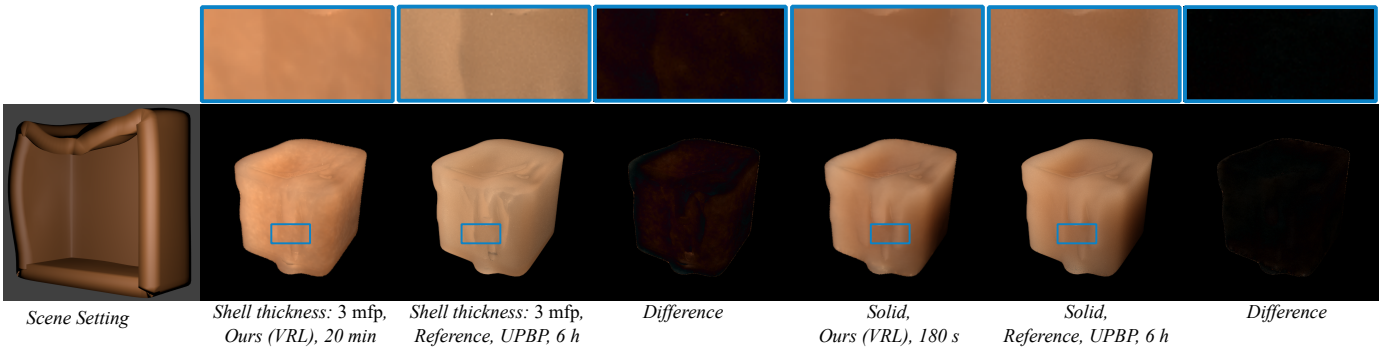 Scene Setting
Shell thickness: 3 mfp,
Ours (VRL), 20 min
Shell thickness: 3 mfp,
Reference, UPBP, 6 h
Difference
Solid,
Ours (VRL), 180 s
Solid,
Reference, UPBP, 6 h
Difference